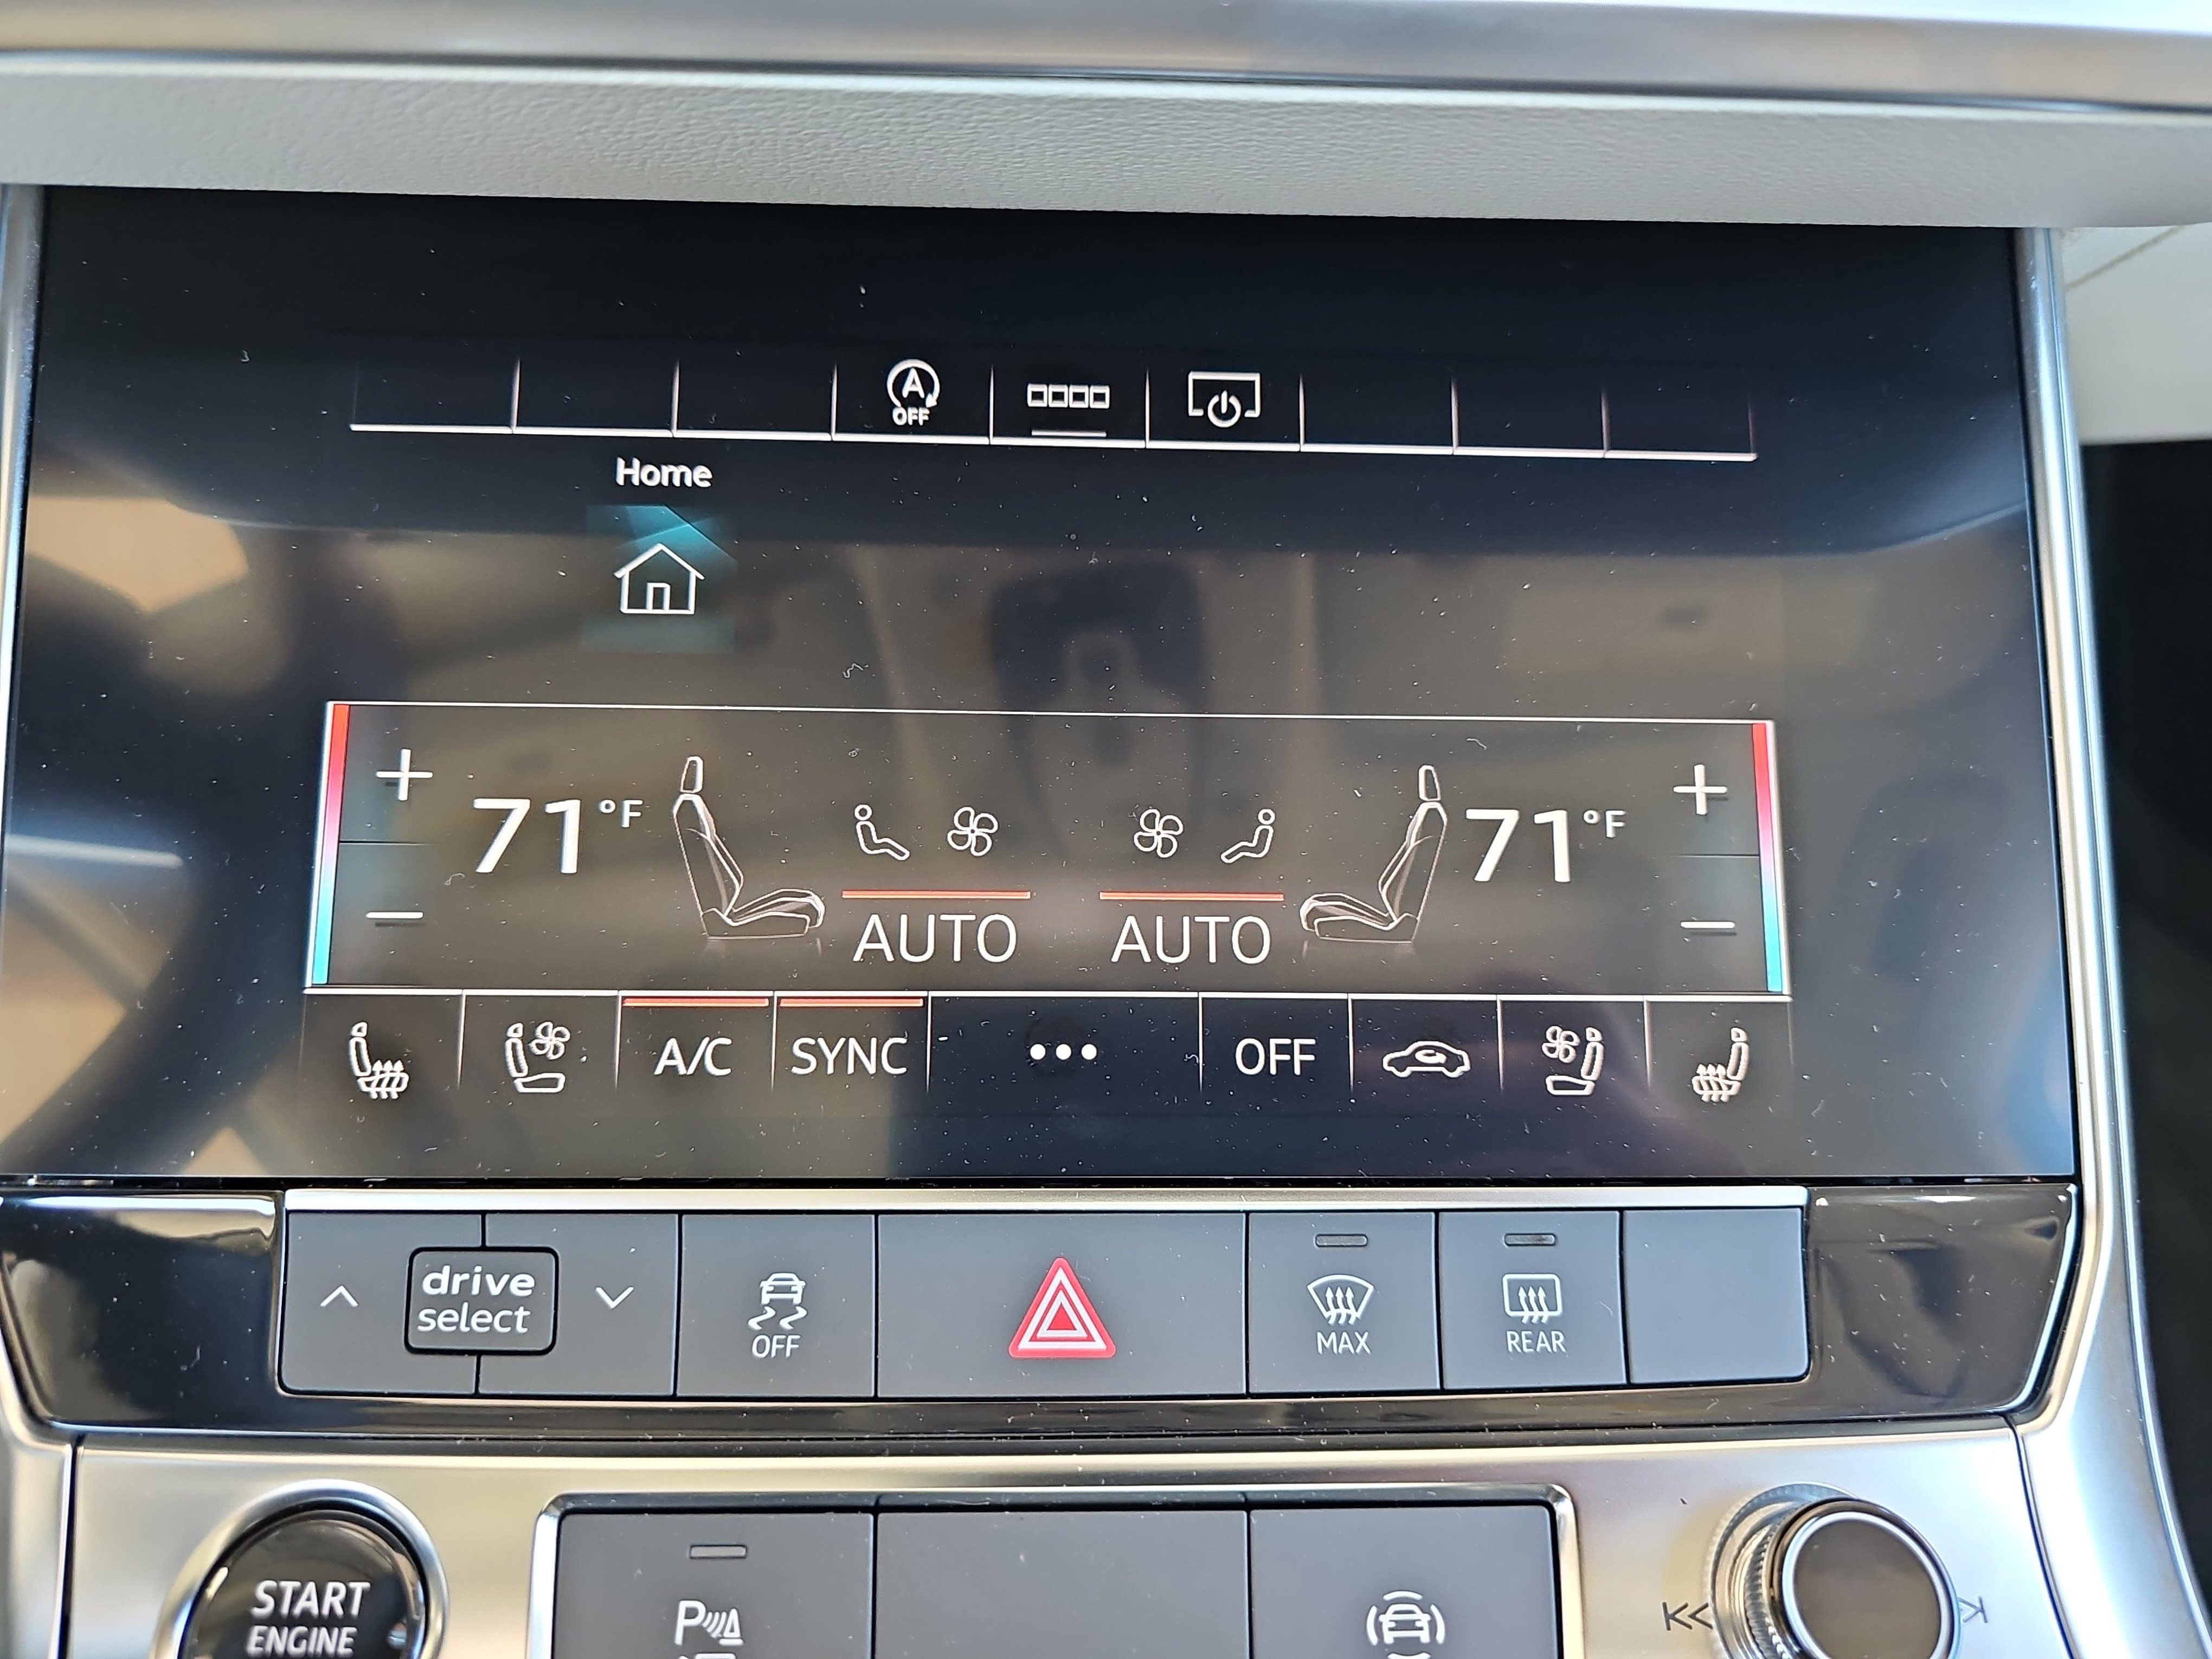 A
OFF
Home
71 °F
71 °F
AUTO
AUTO
A/C
SYNC
OFF
drive
select
OFF
MAX
REAR
START
ENGINE
P